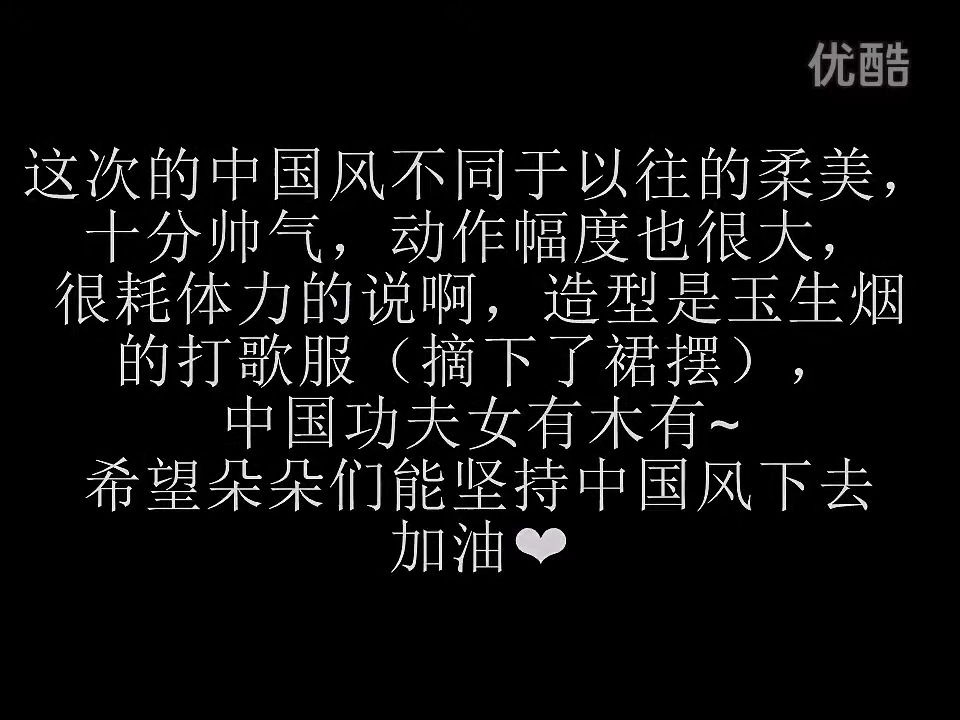 优酷
这次的中国风不同于以往的柔美，
十分帅气，动作幅度也很大，
很耗体力的说啊，造型是玉生烟
的打歌服（摘下了裙摆），
中国功夫女有木有~
希望朵朵们能坚持中国风下去
加油❤